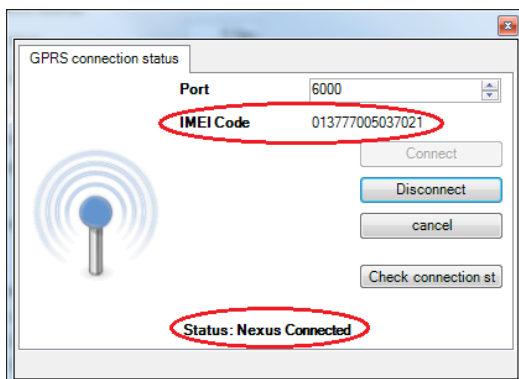 GPRS connection status
Port 6000
IMEI Code 013777005037021
Connect
Disconnect
cancel
Check connection st
Status: Nexus Connected